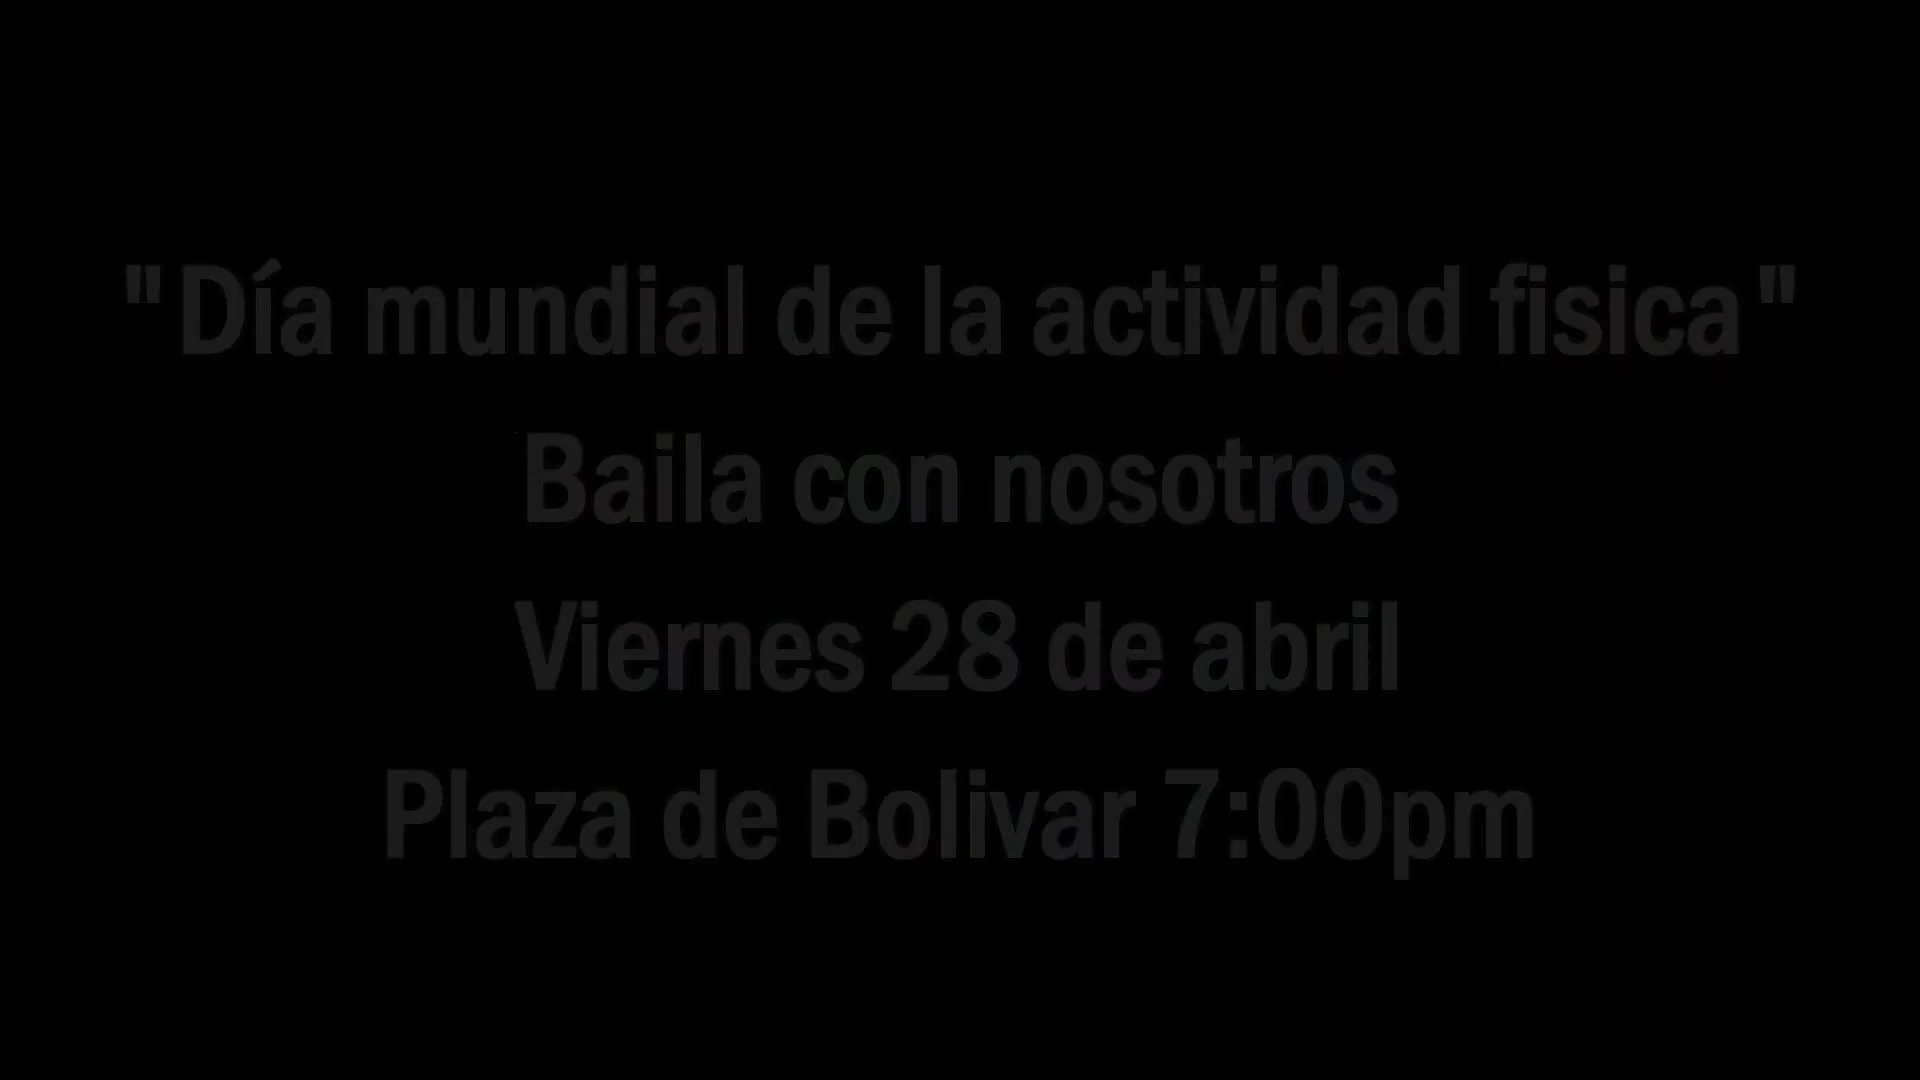 "Día mundial de la actividad fisica"
Baila con nosotros
Viernes 28 de abril
Plaza de Bolivar 7:00pm